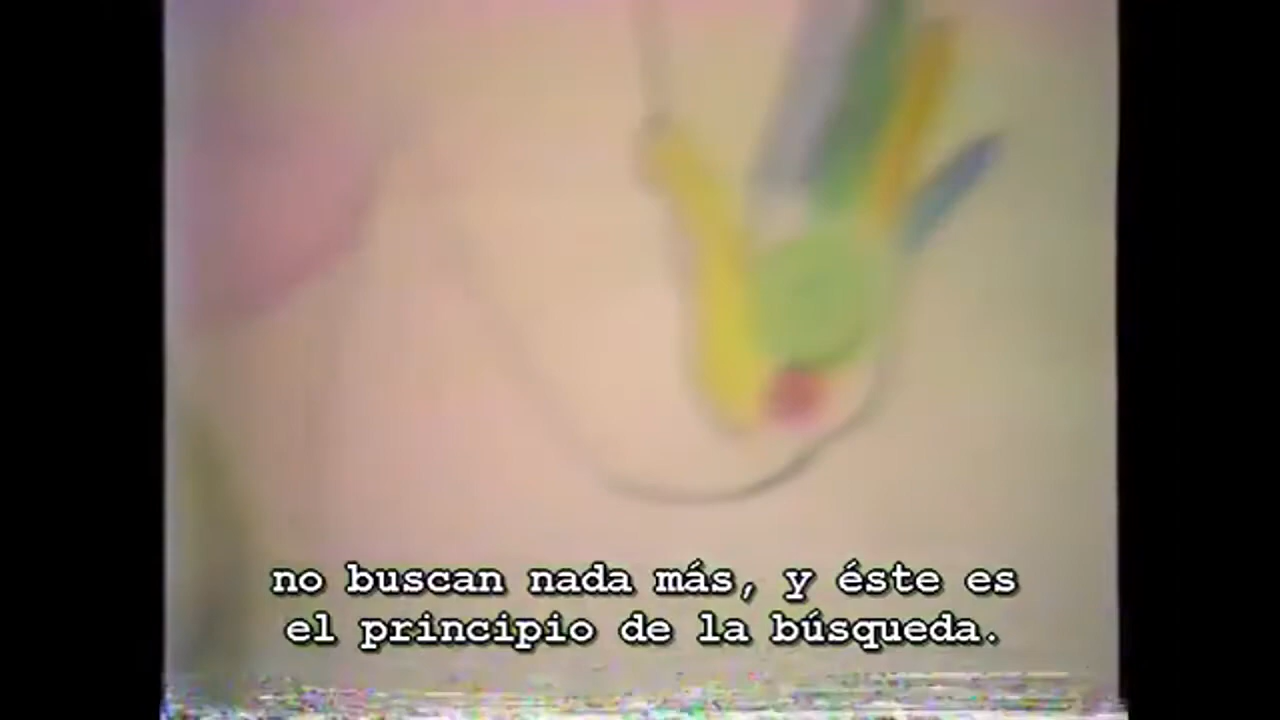 no buscan nada más, y éste es
el principio de la búsqueda.